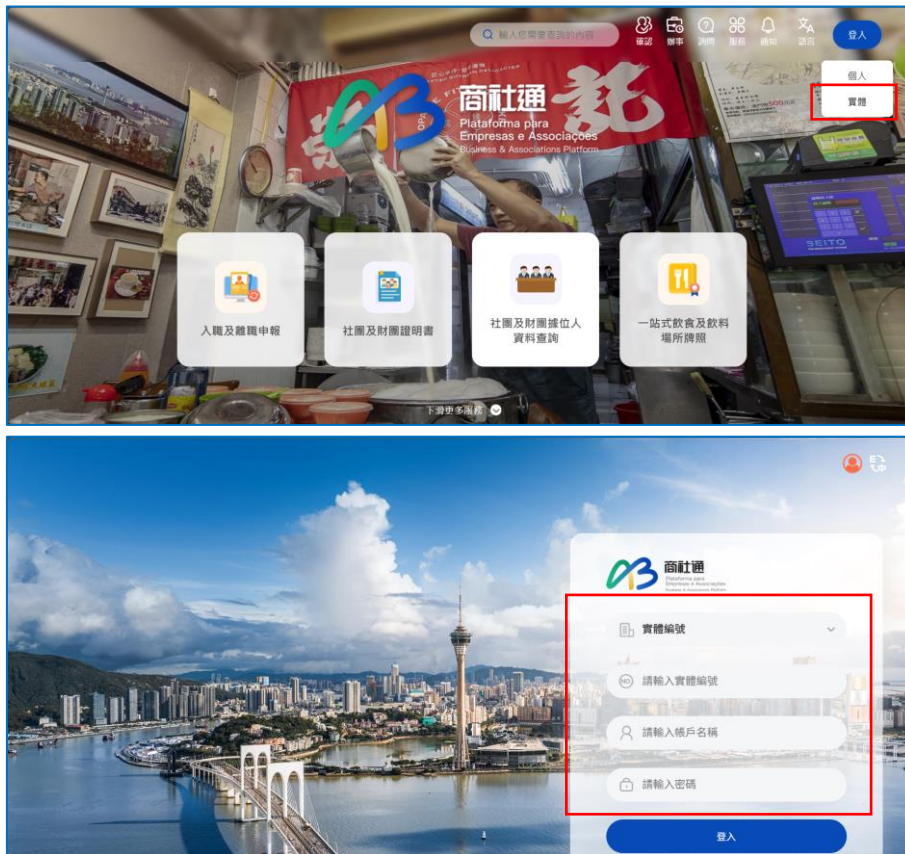 輸入您需要查詢的內容
確認
辦事
詢問
服務
通知
語言
登入
個人
實體
商社通
Plataforma para
Empresas e Associações
Business & Associations Platform
SEITO
入職及離職申報
社團及財團證明書
社團及財團據位人
資料查詢
一站式飲食及飲料
場所牌照
下滑更多服務
商社通
Plataforma para
Empresas e Associações
Business & Associations Platform
實體編號
NO
請輸入實體編號
請輸入帳戶名稱
請輸入密碼
登入